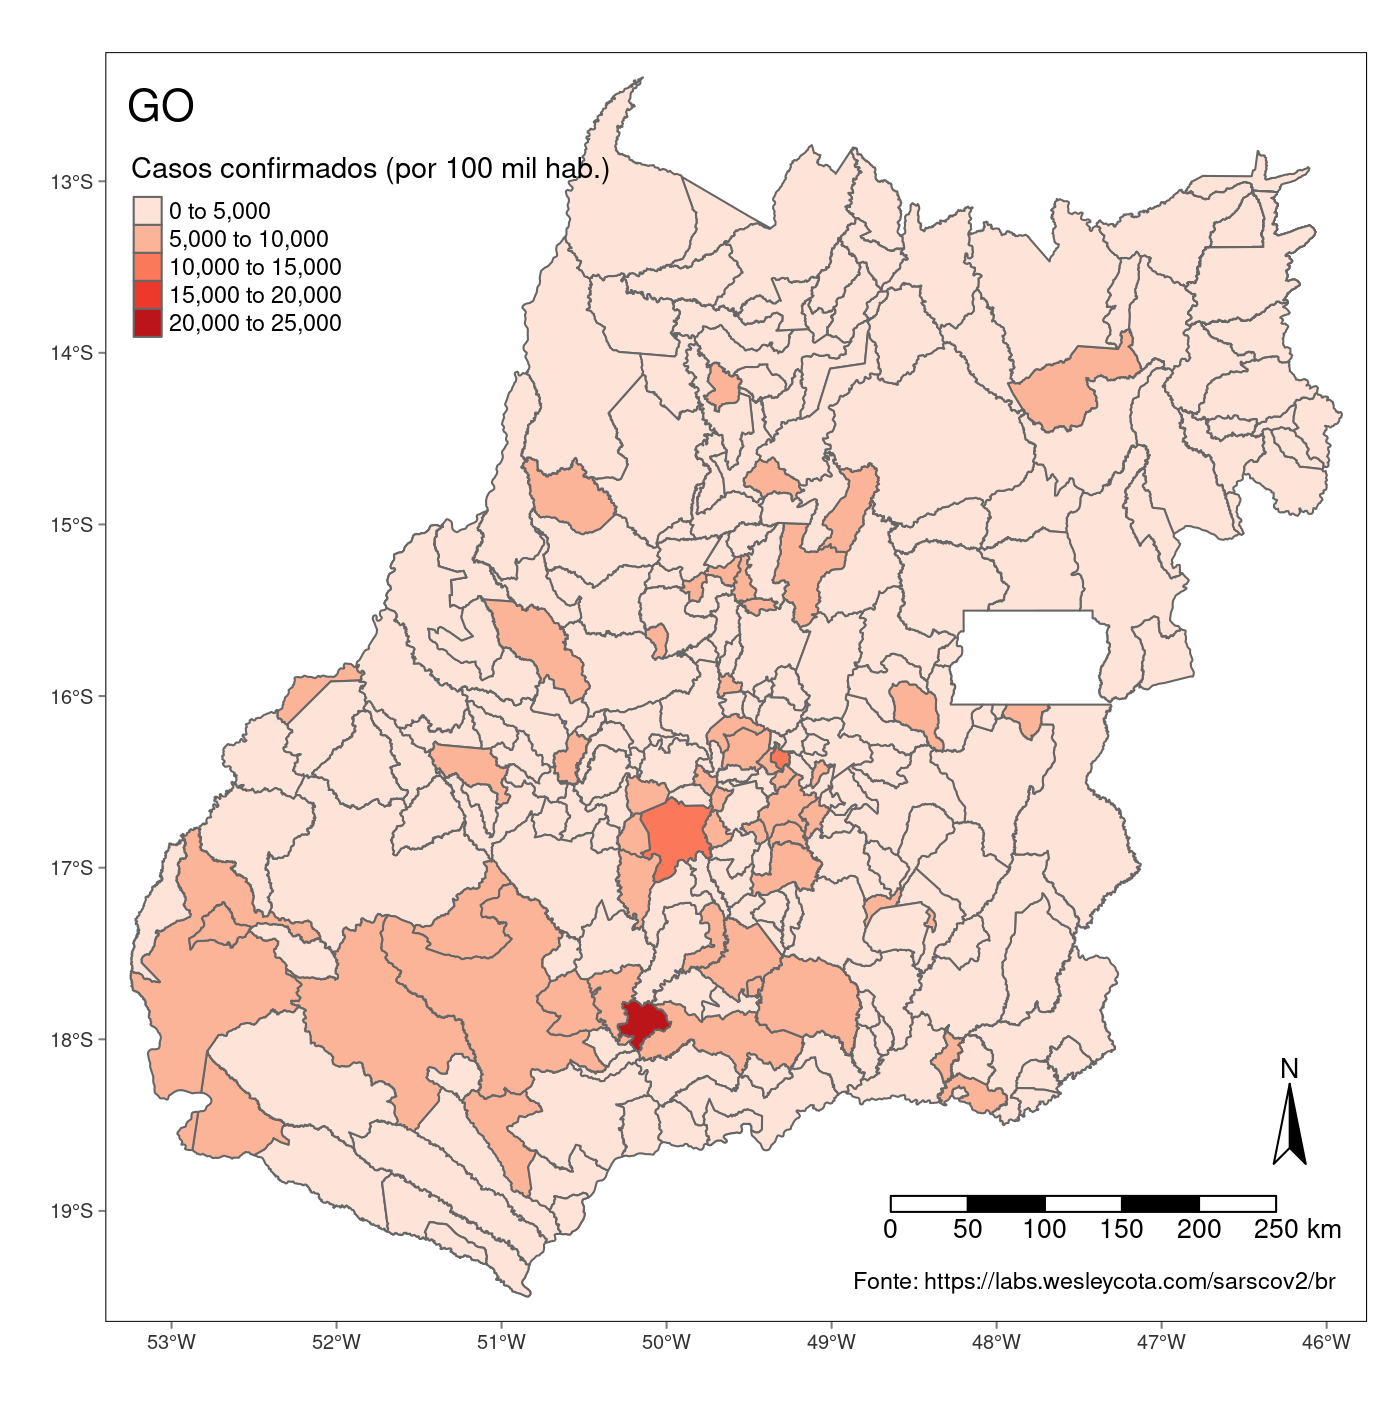 GO
Casos confirmados (por 100 mil hab.)
0 to 5,000
5,000 to 10,000
10,000 to 15,000
15,000 to 20,000
20,000 to 25,000
13°S
14°S
15°S
16°S
17°S
18°S
19°S
N
0 50 100 150 200 250 km
Fonte: https://labs.wesleycota.com/sarscov2/br
53°W 52°W 51°W 50°W 49°W 48°W 47°W 46°W